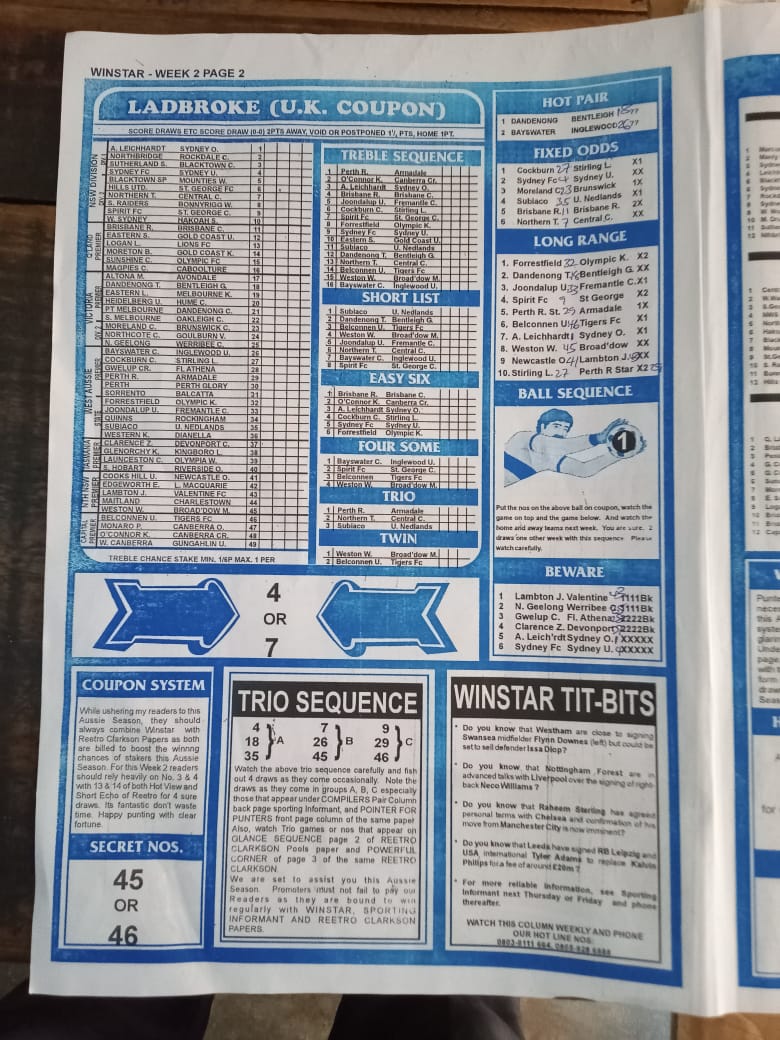 WINSTAR - WEEK 2 PAGE 2
LADBROKE (U.K. COUPON)
SCORE DRAWS ETC SCORE DRAW (0-0) 2PTS AWAY, VOID OR POSTPONED 1½, PTS, HOME 1PT.
NSW DIVISION
A. LEICHHARDT SYDNEY O. 1
NORTHBRIDGE ROCKDALE C. 2
SUTHERLAND S. BLACKTOWN C. 3
SYDNEY F.C. SYDNEY U. 4
BLACKTOWN SP MOUNTIES W. 5
HILLS UTD. ST. GEORGE FC 6
NORTHERN T. CENTRAL C. 7
S. RAIDERS BONNYRIGG W. 8
SPIRIT FC ST. GEORGE C. 9
W. SYDNEY HAKOAH S. 10
BRISBANE R. BRISBANE C. 11
EASTERN S. GOLD COAST U. 12
LOGAN L. LIONS FC 13
MORETON B. GOLD COAST K. 14
SUNSHINE C. OLYMPIC FC 15
MAGPIES C. CABOOLTURE 16
VICTORIA
ALTONA M. AVONDALE 17
DANDENONG T. BENTLEIGH G. 18
EASTERN L. MELBOURNE K. 19
HEIDELBERG U. HUME C. 20
PT MELBOURNE DANDENONG C. 21
S. MELBOURNE OAKLEIGH C. 22
MORELAND C. BRUNSWICK C. 23
NORTHCOTE C. GOULBURN V. 24
N. GEELONG WERRIBEE C. 25
WEST AUSSIE
BAYSWATER C. INGLEWOOD U. 26
COCKBURN C. STIRLING L. 27
GWELUP CR. FL ATHENA 28
PERTH R. ARMADALE 29
PERTH PERTH GLORY 30
SORRENTO BALCATTA 31
FORRESTFIELD OLYMPIC K. 32
JOONDALUP U. FREMANTLE C. 33
QUINNS ROCKINGHAM 34
SUBIACO U. NEDLANDS 35
WESTERN K. DIANELLA 36
TASMANIA
CLARENCE Z. DEVONPORT C. 37
GLENORCHY K. KINGBORO L. 38
LAUNCESTON C. OLYMPIA W. 39
S. HOBART RIVERSIDE O. 40
NTH NSW PREMIER
COOKS HILL U. NEWCASTLE O. 41
EDGEWORTH E. L. MACQUARIE 42
LAMBTON J. VALENTINE FC 43
MAITLAND CHARLESTOWN 44
WESTON W. BROAD'DOW M. 45
CAPITAL PREMIER
BELCONNEN U. TIGERS FC 46
MONARO P. CANBERRA O. 47
O'CONNOR K. CANBERRA CR. 48
W. CANBERRA GUNGAHLIN U. 49
TREBLE CHANCE STAKE MIN. 1/6P MAX. 1 PER
TREBLE SEQUENCE
1 Perth R. Armadale
2 O'Connor K. Canberra Cr.
3 A. Leichhardt Sydney O.
4 Brisbane R. Brisbane C.
5 Joondalup U. Fremantle C.
6 Cockburn C. Stirling L.
7 Spirit Fc St. George C.
8 Forrestfield Olympic K.
9 Sydney Fc Sydney U.
10 Eastern S. Gold Coast U.
11 Subiaco U. Nedlands
12 Dandenong T. Bentleigh G.
13 Northern T. Central C.
14 Belconnen U. Tigers Fc
15 Weston W. Broad'dow M.
16 Bayswater C. Inglewood U.
SHORT LIST
1 Subiaco U. Nedlands
2 Dandenong T. Bentleigh G.
3 Belconnen U. Tigers Fc
4 Weston W. Broad'dow M.
5 Joondalup U. Fremantle C.
6 Northern T. Central C.
7 Bayswater C. Inglewood U.
8 Spirit Fc St. George C.
EASY SIX
1 Brisbane R. Brisbane C.
2 O'Connor K. Canberra Cr.
3 A. Leichhardt Sydney O.
4 Cockburn C. Stirling L.
5 Sydney Fc Sydney U.
6 Forrestfield Olympic K.
FOUR SOME
1 Bayswater C. Inglewood U.
2 Spirit Fc St. George C.
3 Belconnen Tigers Fc
4 Weston W. Broad'dow M.
TRIO
1 Perth R. Armadale
2 Northern T. Central C.
3 Subiaco U. Nedlands
TWIN
1 Weston W. Broad'dow M.
2 Belconnen U. Tigers Fc
HOT PAIR
1 DANDENONG BENTLEIGH
2 BAYSWATER INGLEWOOD
FIXED ODDS
1 Cockburn 27 Stirling L. X1
2 Sydney Fc 4 Sydney U. XX
3 Moreland C 23 Brunswick 1X
4 Subiaco 35 U. Nedlands X1
5 Brisbane R. 11 Brisbane R. 2X
6 Northern T. 7 Central C. XX
LONG RANGE
1. Forrestfield 32 Olympic K. X2
2. Dandenong T. 18 Bentleigh G. XX
3. Joondalup U. 33 Fremantle C. X1
4. Spirit Fc 9 St George X2
5. Perth R. St. 29 Armadale 1X
6. Belconnen U 46 Tigers Fc X1
7. A. Leichhardt 1 Sydney O. X1
8. Weston W. 45 Broad'dow XX
9 Newcastle O 41 Lambton J. XX
10. Stirling L. 27 Perth R Star X2
BALL SEQUENCE
1
Put the nos on the above ball on coupon, watch the
game on top and the game below. And watch the
home and away teams next week. You are sure. 2
draws one other week with this sequence. Please
watch carefully.
BEWARE
1 Lambton J. Valentine 43 1111Bk
2 N. Geelong Werribee C. 1111Bk
3 Gwelup C. Fl. Athena 2222Bk
4 Clarence Z. Devonport 2222Bk
5 A. Leich'rdt Sydney O. 1 XXXXX
6 Sydney Fc Sydney U. 4 XXXXX
4
OR
7
COUPON SYSTEM
While ushering my readers to this
Aussie Season, they should
always combine Winstar with
Reetro Clarkson Papers as both
are billed to boost the winnng
chances of stakers this Aussie
Season. For this Week 2 readers
should rely heavily on No. 3 & 4
with 13 & 14 of both Hot View and
Short Echo of Reetro for 4 sure
draws. Its fantastic don't waste
time. Happy punting with clear
fortune.
SECRET NOS.
45
OR
46
TRIO SEQUENCE
4 7 9
18 A 26 B 29 C
35 45 46
Watch the above trio sequence carefully and fish
out 4 draws as they come occasionally. Note the
draws as they come in groups A, B, C especially
those that appear under COMPILERS Pair Column
back page sporting Informant, and POINTER FOR
PUNTERS front page column of the same paper
Also, watch Trio games or nos that appear on
GLANCE SEQUENCE page 2 of REETRO
CLARKSON Pools paper and POWERFUL
CORNER of page 3 of the same REETRO
CLARKSON.
We are set to assist you this Aussie
Season. Promoters must not fail to pay our
Readers as they are bound to win
regularly with WINSTAR, SPORTING
INFORMANT AND REETRO CLARKSON
PAPERS.
WINSTAR TIT-BITS
* Do you know that Westham are close to signing
Swansea midfielder Flynn Downes (left) but could be
set to sell defender Issa Diop?
* Do you know that Nottingham Forest are in
advanced talks with Liverpool over the signing of right-
back Neco Williams ?
* Do you know that Raheem Sterling has agreed
personal terms with Chelsea and confirmation of his
move from Manchester City is now imminent?
* Do you know that Leeds have signed RB Leipzig and
USA international Tyler Adams to replace Kalvin
Philips for a fee of around £20m ?
* For more reliable information, see Sporting
Informant next Thursday or Friday and phone
thereafter.
WATCH THIS COLUMN WEEKLY AND PHONE
OUR HOT LINE NOS: